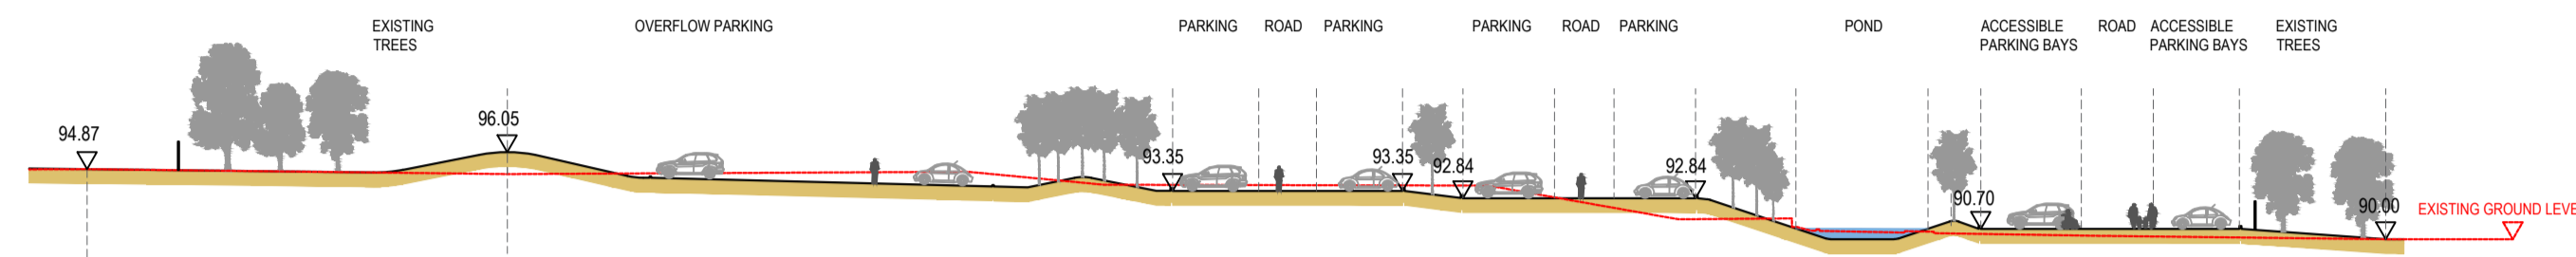 EXISTING
TREES
OVERFLOW PARKING
PARKING
ROAD
PARKING
PARKING
ROAD
PARKING
POND
ACCESSIBLE
PARKING BAYS
ROAD
ACCESSIBLE
PARKING BAYS
EXISTING
TREES
94.87
96.05
93.35
93.35
92.84
92.84
90.70
90.00
EXISTING GROUND LEVE